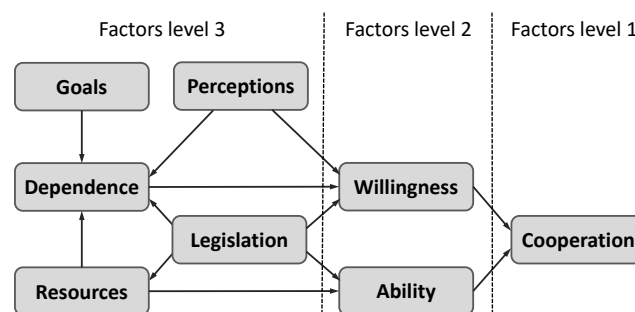 Factors level 3
Factors level 2
Factors level 1
Goals
Perceptions
Dependence
Willingness
Legislation
Cooperation
Resources
Ability